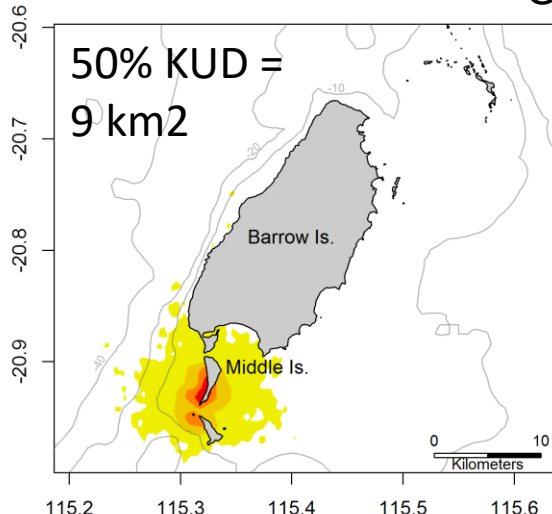 50% KUD =
9 km2
-20.6
-20.7
-20.8
-20.9
-10
-20
-40
Barrow Is.
Middle Is.
0 10
Kilometers
115.2 115.3 115.4 115.5 115.6